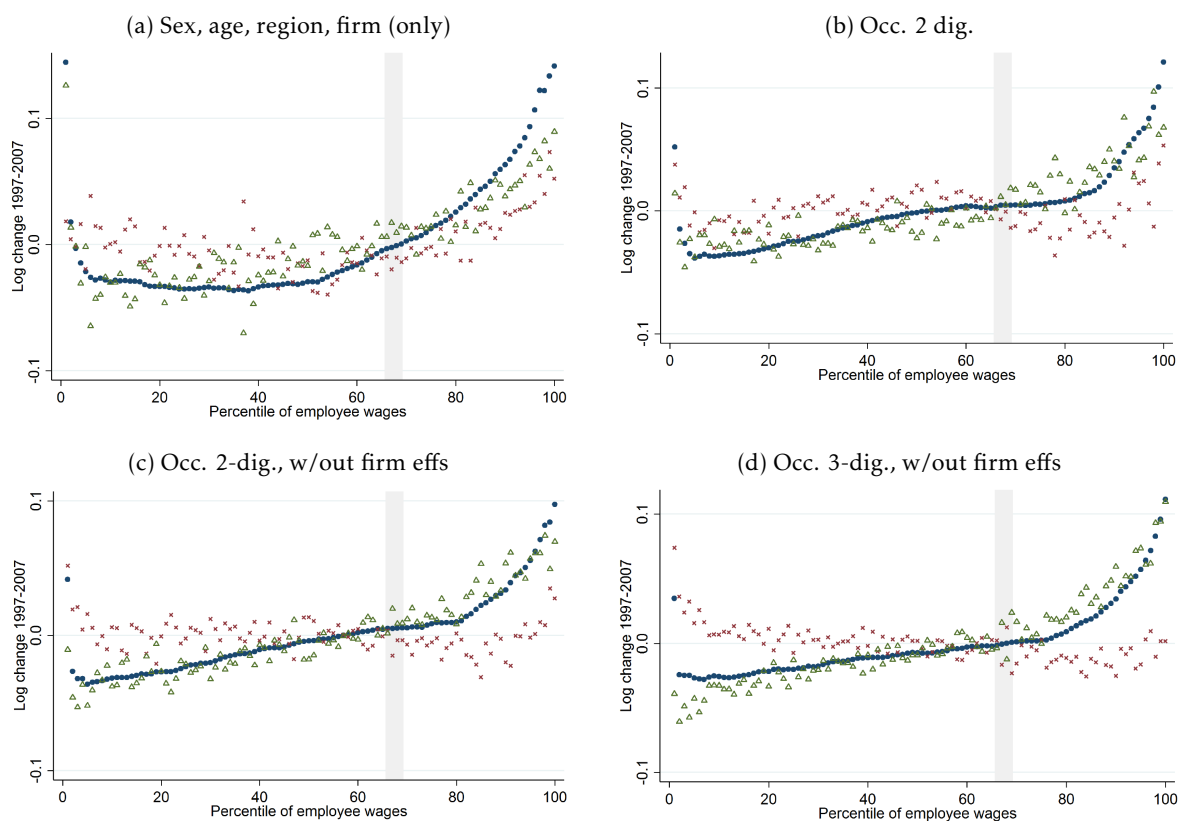 (a) Sex, age, region, firm (only)
Log change 1997-2007
0.1
0.0
-0.1
0 20 40 60 80 100
Percentile of employee wages
(b) Occ. 2 dig.
Log change 1997-2007
0.1
0.0
-0.1
0 20 40 60 80 100
Percentile of employee wages
(c) Occ. 2-dig., w/out firm effs
Log change 1997-2007
0.1
0.0
-0.1
0 20 40 60 80 100
Percentile of employee wages
(d) Occ. 3-dig., w/out firm effs
Log change 1997-2007
0.1
0.0
-0.1
0 20 40 60 80 100
Percentile of employee wages